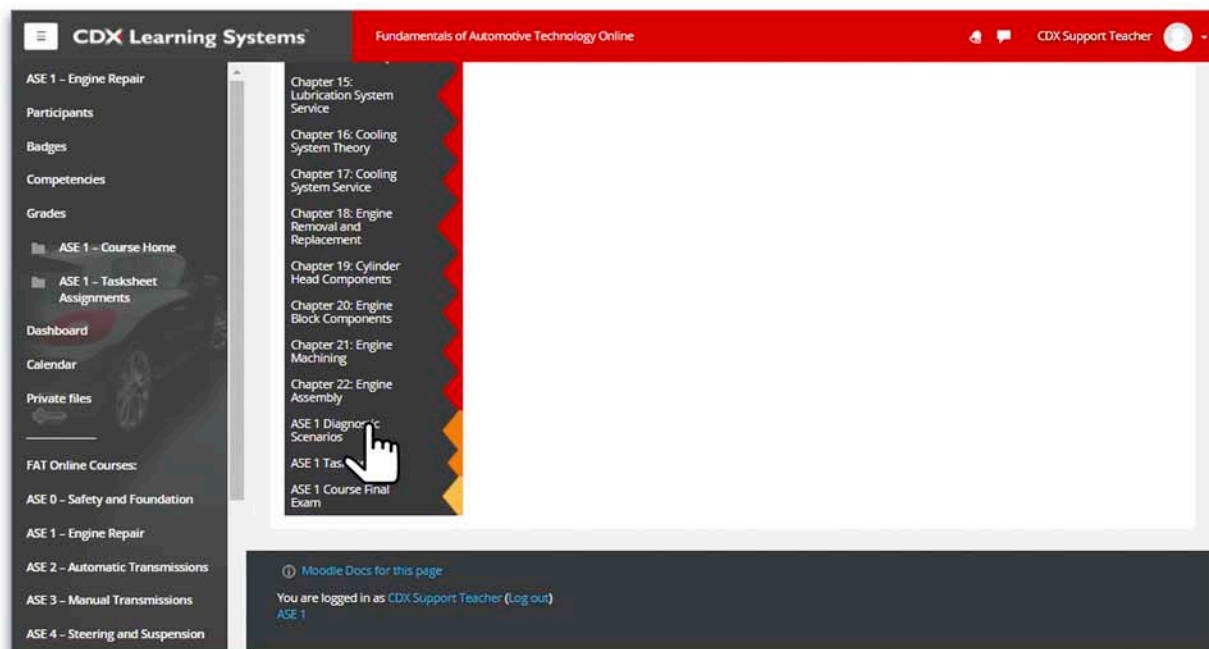 CDX Learning Systems
Fundamentals of Automotive Technology Online
CDX Support Teacher
ASE 1 – Engine Repair
Participants
Badges
Competencies
Grades
ASE 1 – Course Home
ASE 1 – Tasksheet
Assignments
Dashboard
Calendar
Private files
FAT Online Courses:
ASE 0 – Safety and Foundation
ASE 1 – Engine Repair
ASE 2 – Automatic Transmissions
ASE 3 – Manual Transmissions
ASE 4 – Steering and Suspension
Chapter 15:
Lubrication System
Service
Chapter 16: Cooling
System Theory
Chapter 17: Cooling
System Service
Chapter 18: Engine
Removal and
Replacement
Chapter 19: Cylinder
Head Components
Chapter 20: Engine
Block Components
Chapter 21: Engine
Machining
Chapter 22: Engine
Assembly
ASE 1 Diagnostic
Scenarios
ASE 1
ASE 1 Course Final
Exam
Moodle Docs for this page
You are logged in as CDX Support Teacher (Log out)
ASE 1